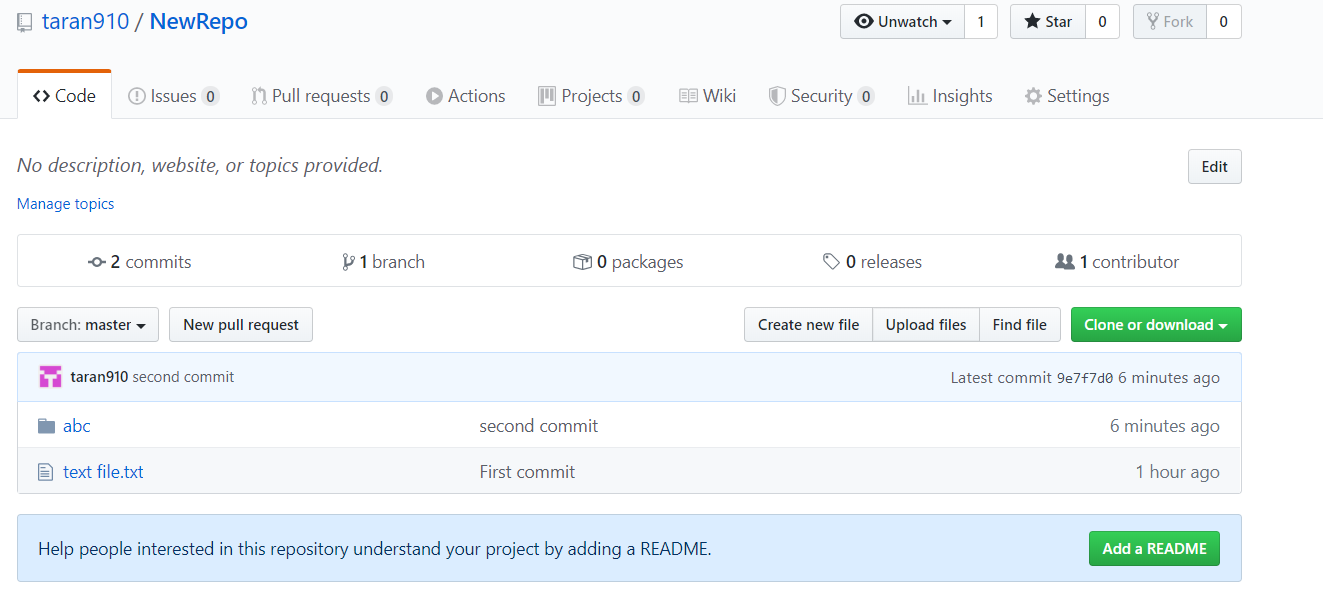 taran910 / NewRepo Unwatch 1 Star 0 Fork 0
Code Issues 0 Pull requests 0 Actions Projects 0 Wiki Security 0 Insights Settings
No description, website, or topics provided. Edit
Manage topics
2 commits 1 branch 0 packages 0 releases 1 contributor
Branch: master New pull request Create new file Upload files Find file Clone or download
taran910 second commit Latest commit 9e7f7d0 6 minutes ago
abc second commit 6 minutes ago
text file.txt First commit 1 hour ago
Help people interested in this repository understand your project by adding a README. Add a README